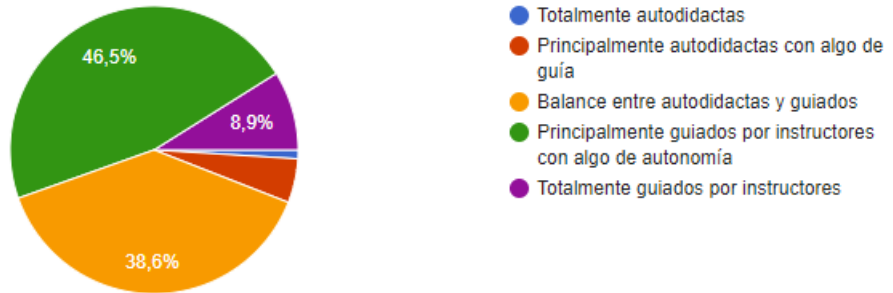 46,5%
8,9%
38,6%
Totalmente autodidactas
Principalmente autodidactas con algo de
guía
Balance entre autodidactas y guiados
Principalmente guiados por instructores
con algo de autonomía
Totalmente guiados por instructores